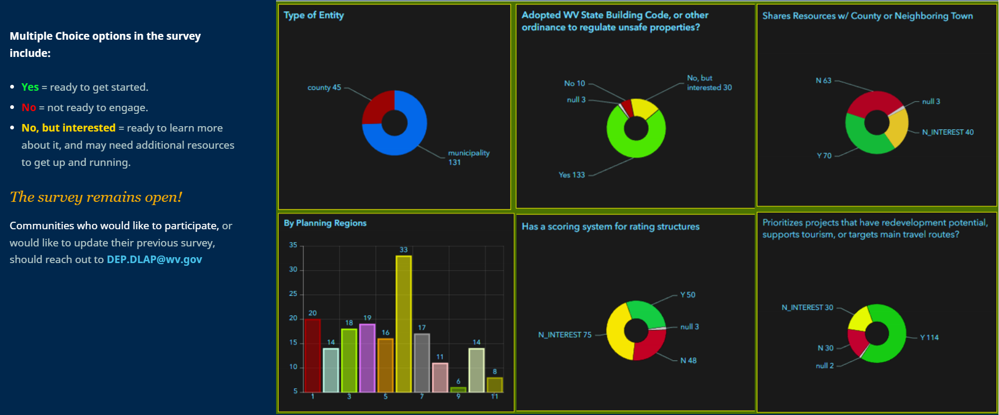 Multiple Choice options in the survey
include:
• Yes = ready to get started.
• No = not ready to engage.
• No, but interested = ready to learn more
about it, and may need additional resources
to get up and running.
The survey remains open!
Communities who would like to participate, or
would like to update their previous survey,
should reach out to DEP.DLAP@wv.gov
Type of Entity
county 45
municipality
131
Adopted WV State Building Code, or other
ordinance to regulate unsafe properties?
No 10
null 3
No, but
interested 30
Yes 133
Shares Resources w/ County or Neighboring Town
N 63
null 3
N_INTEREST 40
Y 70
By Planning Regions
35
30
25
20
15
10
5
20
14
18
19
16
33
17
11
6
14
8
1
3
5
7
9
11
Has a scoring system for rating structures
Y 50
null 3
N_INTEREST 75
N 48
Prioritizes projects that have redevelopment potential,
supports tourism, or targets main travel routes?
N_INTEREST 30
Y 114
N 30
null 2